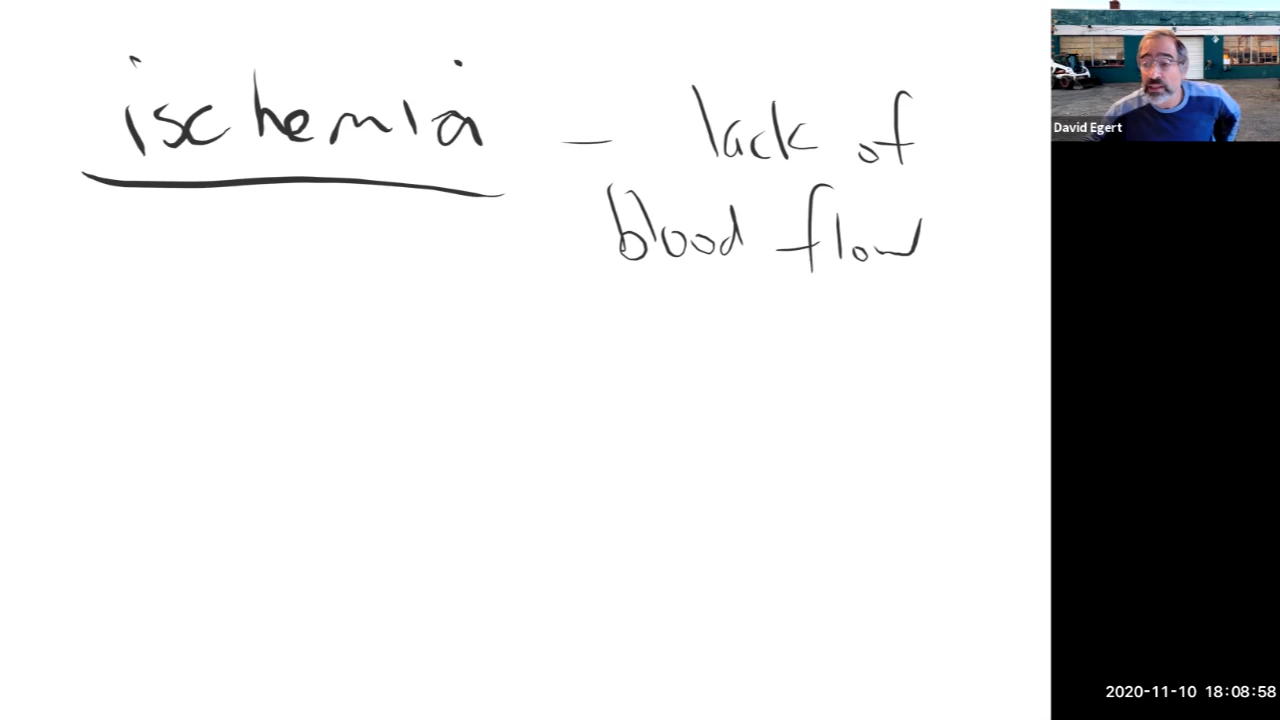 ischemia – lack of
blood flow
David Egert
2020-11-10 18:08:58